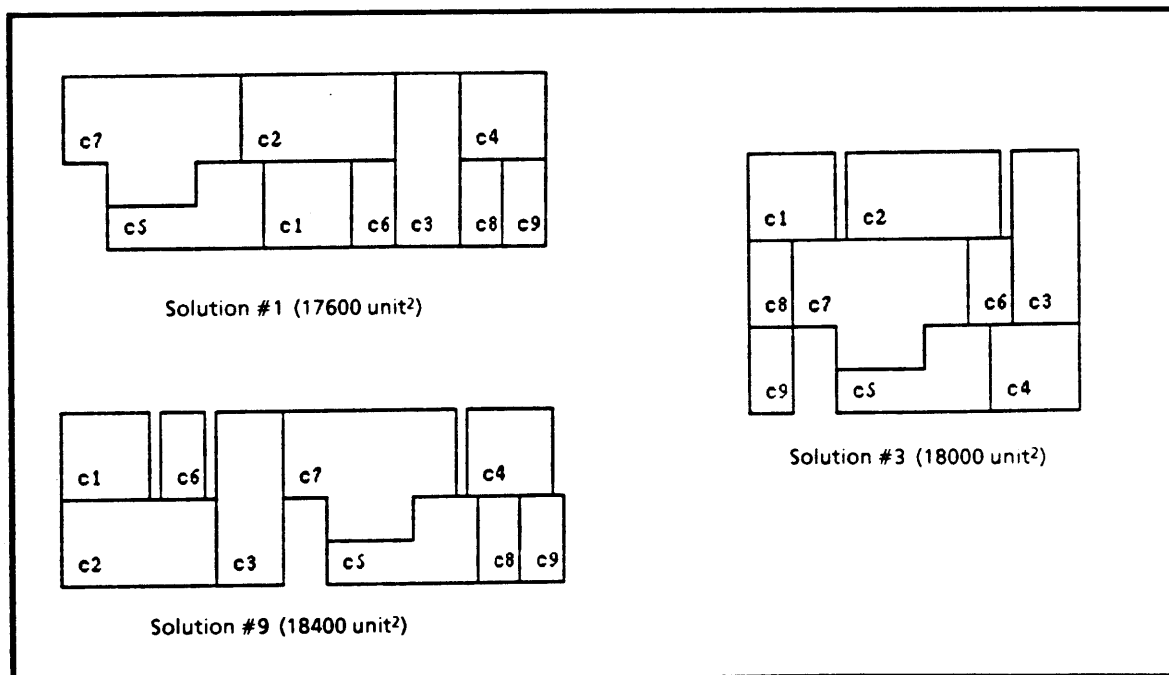 c7 c2 c4
c5 c1 c6 c3 c8 c9
Solution #1 (17600 unit²)
c1 c2
c8 c7 c6 c3
c9 c5 c4
Solution #3 (18000 unit²)
c1 c6 c7 c4
c2 c3 c5 c8 c9
Solution #9 (18400 unit²)